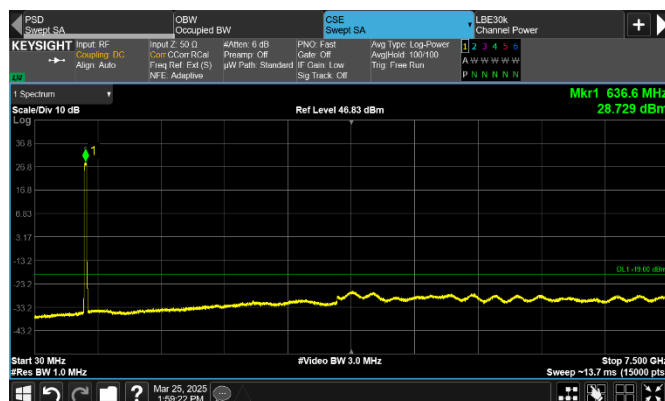 PSD
Swept SA
OBW
Occupied BW
CSE
Swept SA
LBE30k
Channel Power
KEYSIGHT
Input: RF
Coupling: DC
Align: Auto
Input Z: 50 Ω
Corr CCorr RCal
Freq Ref: Ext (S)
NFE: Adaptive
#Atten: 6 dB
Preamp: Off
µW Path: Standard
PNO: Fast
Gate: Off
IF Gain: Low
Sig Track: Off
Avg Type: Log-Power
Avg|Hold: 100/100
Trig: Free Run
1 2 3 4 5 6
A W W W W W
P N N N N N
1 Spectrum
Mkr1 636.6 MHz
28.729 dBm
Scale/Div 10 dB
Ref Level 46.83 dBm
Log
1
36.8
26.8
16.8
6.83
-3.17
-13.2
DL1 -19.00 dBm
-23.2
-33.2
-43.2
Start 30 MHz
#Video BW 3.0 MHz
Stop 7.500 GHz
#Res BW 1.0 MHz
Sweep ~13.7 ms (15000 pts)
Mar 25, 2025
1:59:22 PM